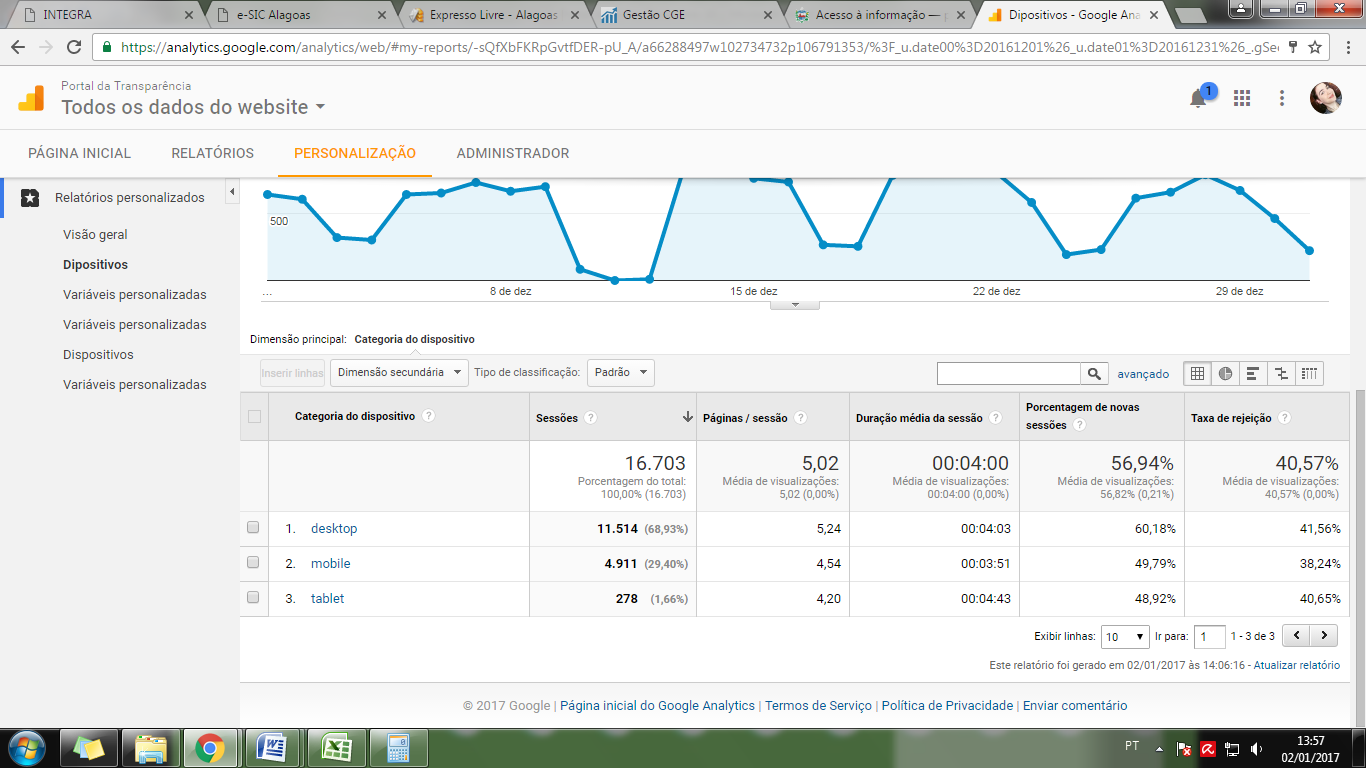 INTEGRA
e-SIC Alagoas
Expresso Livre - Alagoas
Gestão CGE
Acesso à informação — p
Dipositivos - Google Ana
https://analytics.google.com/analytics/web/#my-reports/-sQfXbFKRpGvtfDER-pU_A/a66288497w102734732p106791353/%3F_u.date00%3D20161201%26_u.date01%3D20161231%26_.gSec
Portal da Transparência
Todos os dados do website
1
PÁGINA INICIAL RELATÓRIOS PERSONALIZAÇÃO ADMINISTRADOR
Relatórios personalizados
Visão geral
Dipositivos
Variáveis personalizadas
Variáveis personalizadas
Dispositivos
Variáveis personalizadas
500
... 8 de dez 15 de dez 22 de dez 29 de dez
Dimensão principal: Categoria do dispositivo
Inserir linhas Dimensão secundária Tipo de classificação: Padrão avançado
Categoria do dispositivo ? Sessões ? Páginas / sessão ? Duração média da sessão ? Porcentagem de novas sessões ? Taxa de rejeição ?
16.703 5,02 00:04:00 56,94% 40,57%
Porcentagem do total: Média de visualizações: Média de visualizações: Média de visualizações: Média de visualizações:
100,00% (16.703) 5,02 (0,00%) 00:04:00 (0,00%) 56,82% (0,21%) 40,57% (0,00%)
1. desktop 11.514 (68,93%) 5,24 00:04:03 60,18% 41,56%
2. mobile 4.911 (29,40%) 4,54 00:03:51 49,79% 38,24%
3. tablet 278 (1,66%) 4,20 00:04:43 48,92% 40,65%
Exibir linhas: 10 Ir para: 1 1 - 3 de 3
Este relatório foi gerado em 02/01/2017 às 14:06:16 - Atualizar relatório
© 2017 Google | Página inicial do Google Analytics | Termos de Serviço | Política de Privacidade | Enviar comentário
PT 13:57
02/01/2017